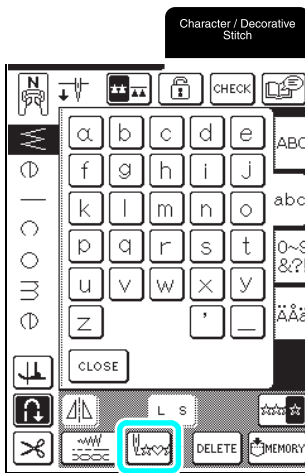 Character / Decorative
Stitch
N
CHECK
a b c d e
ABC
f g h i j
abc
k l m n o
p q r s t
0~9
&?!
u v w x y
ÄÅä
z ' _
CLOSE
L S
DELETE
MEMORY